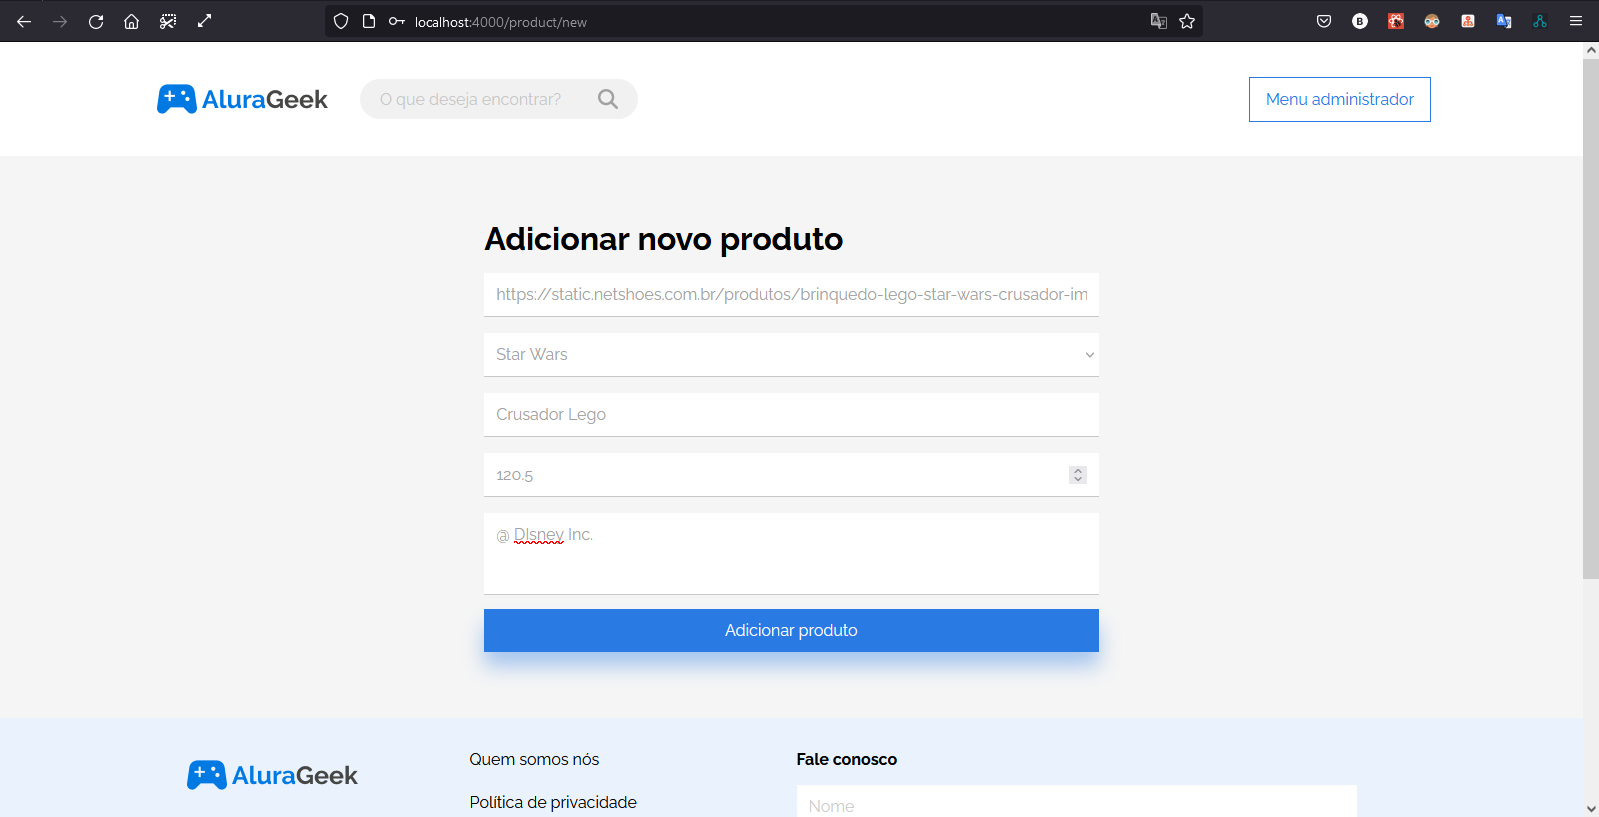 localhost:4000/product/new
AluraGeek
O que deseja encontrar?
Menu administrador
Adicionar novo produto
https://static.netshoes.com.br/produtos/brinquedo-lego-star-wars-crusador-im
Star Wars
Crusador Lego
120.5
@ DIsney Inc.
Adicionar produto
AluraGeek
Quem somos nós
Política de privacidade
Fale conosco
Nome